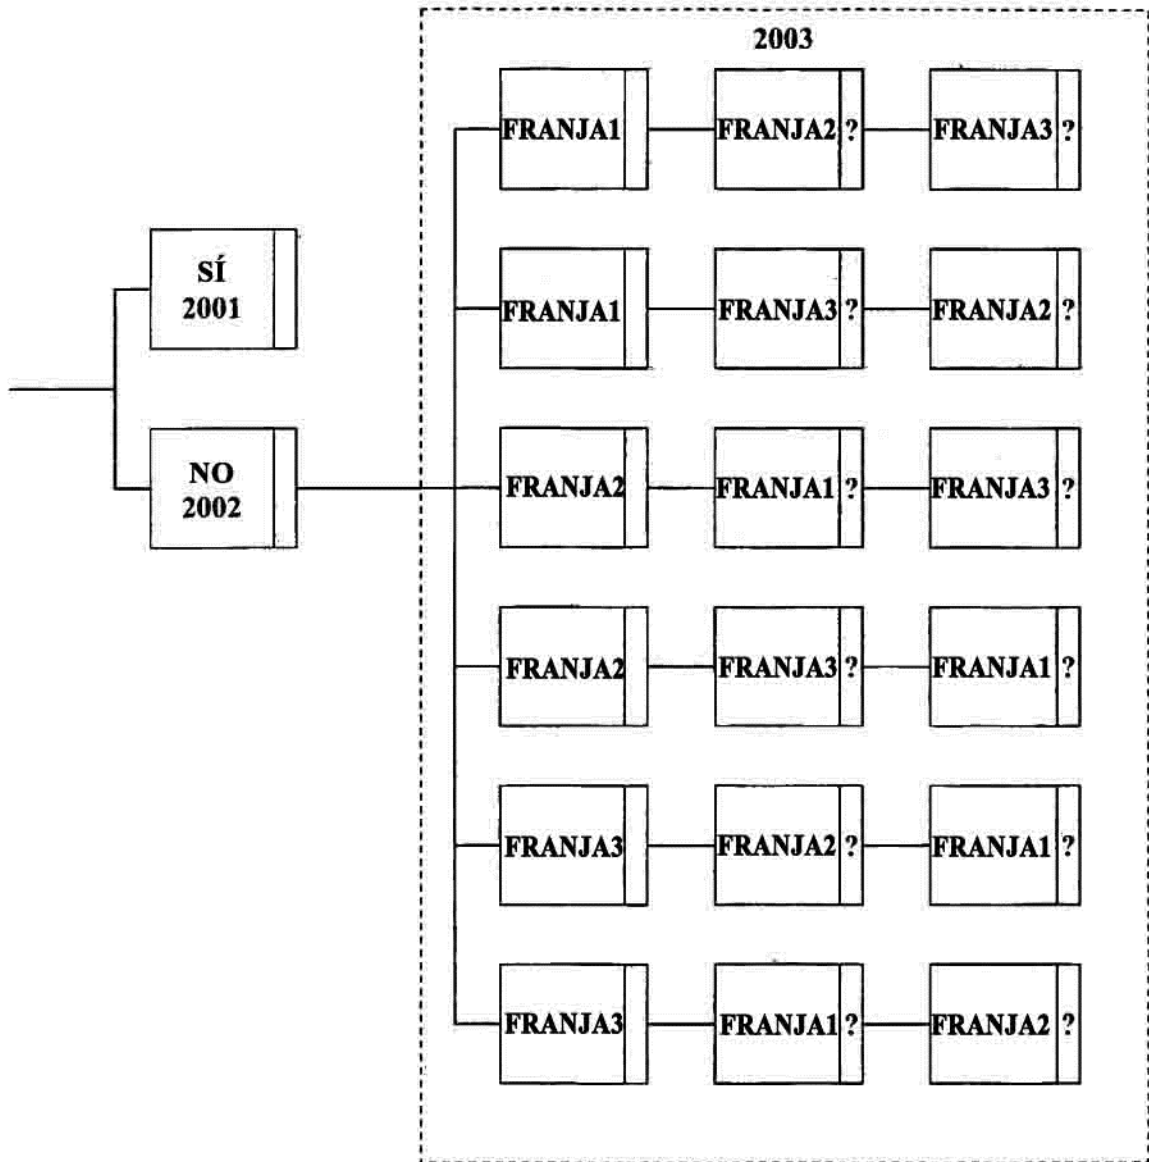 2003
FRANJA1 FRANJA2 ? FRANJA3 ?
SÍ
2001
FRANJA1 FRANJA3 ? FRANJA2 ?
NO
2002
FRANJA2 FRANJA1 ? FRANJA3 ?
FRANJA2 FRANJA3 ? FRANJA1 ?
FRANJA3 FRANJA2 ? FRANJA1 ?
FRANJA3 FRANJA1 ? FRANJA2 ?